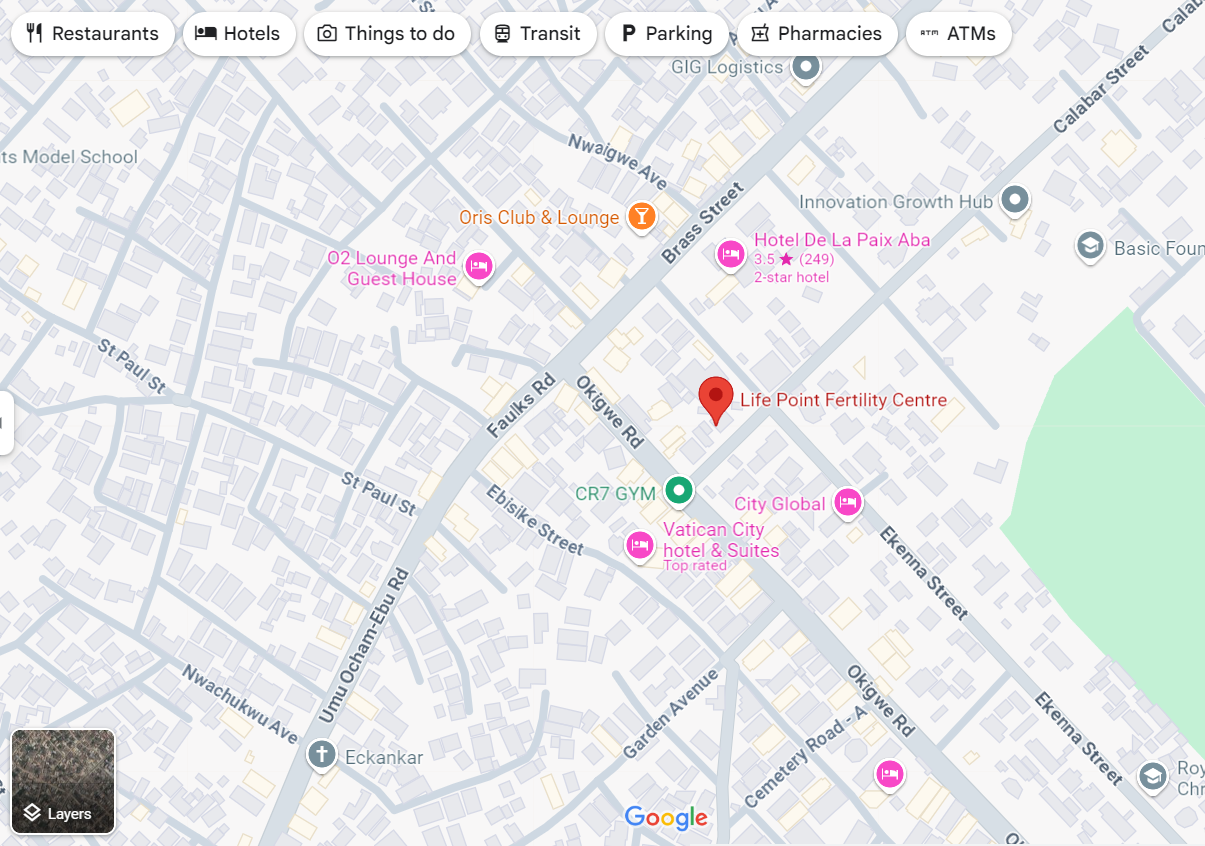 Restaurants
Hotels
Things to do
Transit
P Parking
Pharmacies
ATM ATMs
GIG Logistics
Calabar Street
Nwaigwe Ave
ts Model School
Brass Street
Oris Club & Lounge
Innovation Growth Hub
Hotel De La Paix Aba
3.5 ★ (249)
2-star hotel
Basic Foun
O2 Lounge And
Guest House
St Paul St
Faulks Rd
Okigwe Rd
Life Point Fertility Centre
St Paul St
Ebisike Street
CR7 GYM
City Global
Vatican City
hotel & Suites
Top rated
Ekenna Street
Umu Ocham-Ebu Rd
Nwachukwu Ave
Garden Avenue
Okigwe Rd
Ekenna Street
Cemetery Road - A
Eckankar
Roy
Chr
Layers
Google